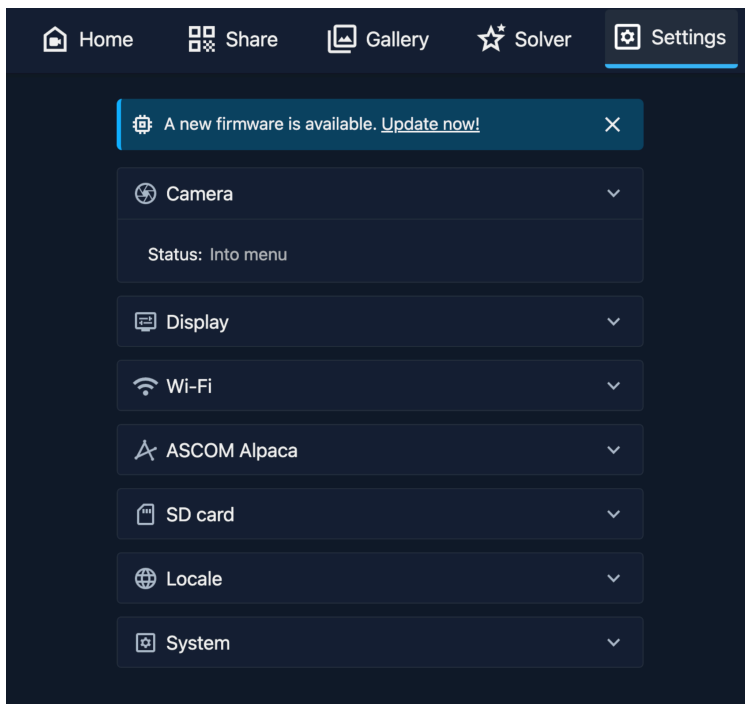 Home Share Gallery Solver Settings
A new firmware is available. Update now!
Camera
Status: Into menu
Display
Wi-Fi
ASCOM Alpaca
SD card
Locale
System